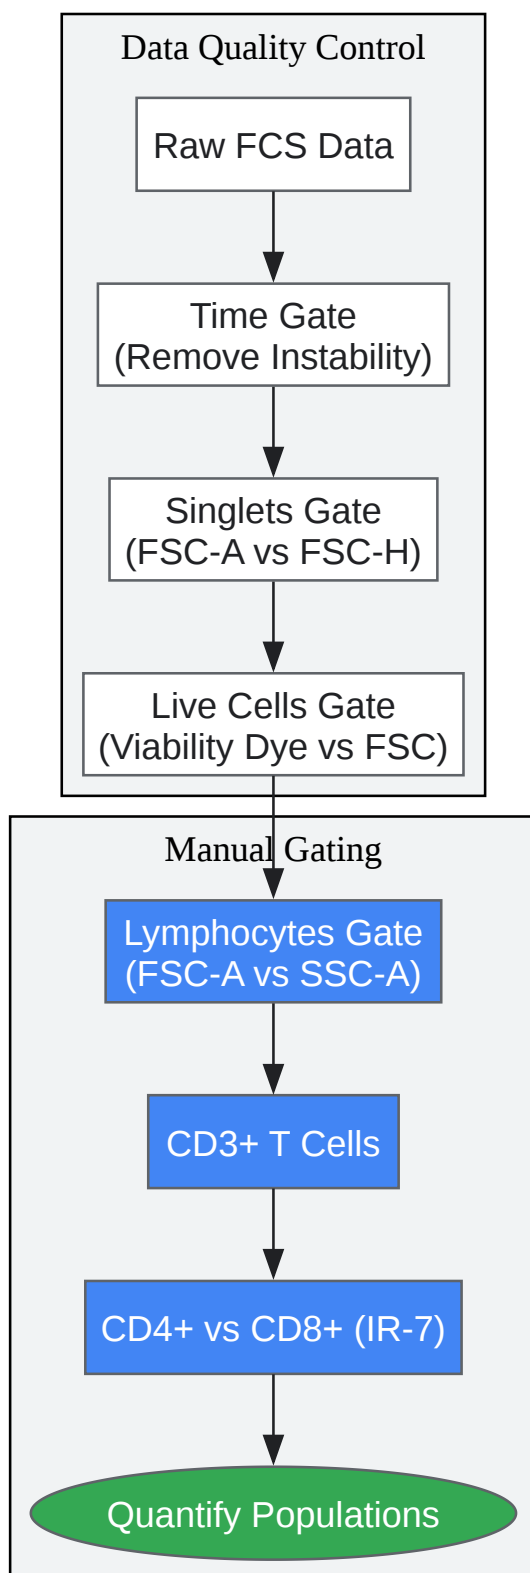 Data Quality Control
Raw FCS Data
Time Gate
(Remove Instability)
Singlets Gate
(FSC-A vs FSC-H)
Live Cells Gate
(Viability Dye vs FSC)
Manual Gating
Lymphocytes Gate
(FSC-A vs SSC-A)
CD3+ T Cells
CD4+ vs CD8+ (IR-7)
Quantify Populations